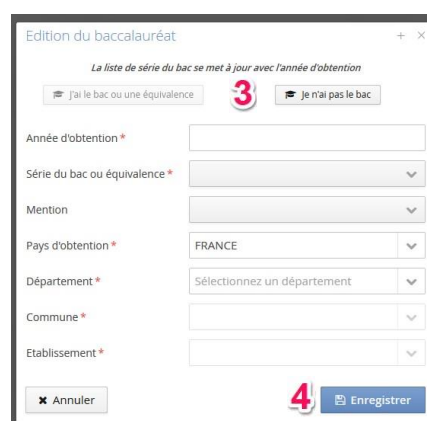 Edition du baccalauréat + ×
La liste de série du bac se met à jour avec l'année d'obtention
J'ai le bac ou une équivalence 3 Je n'ai pas le bac
Année d'obtention *
Série du bac ou équivalence *
Mention
Pays d'obtention * FRANCE
Département * Sélectionnez un département
Commune *
Etablissement *
× Annuler 4 Enregistrer